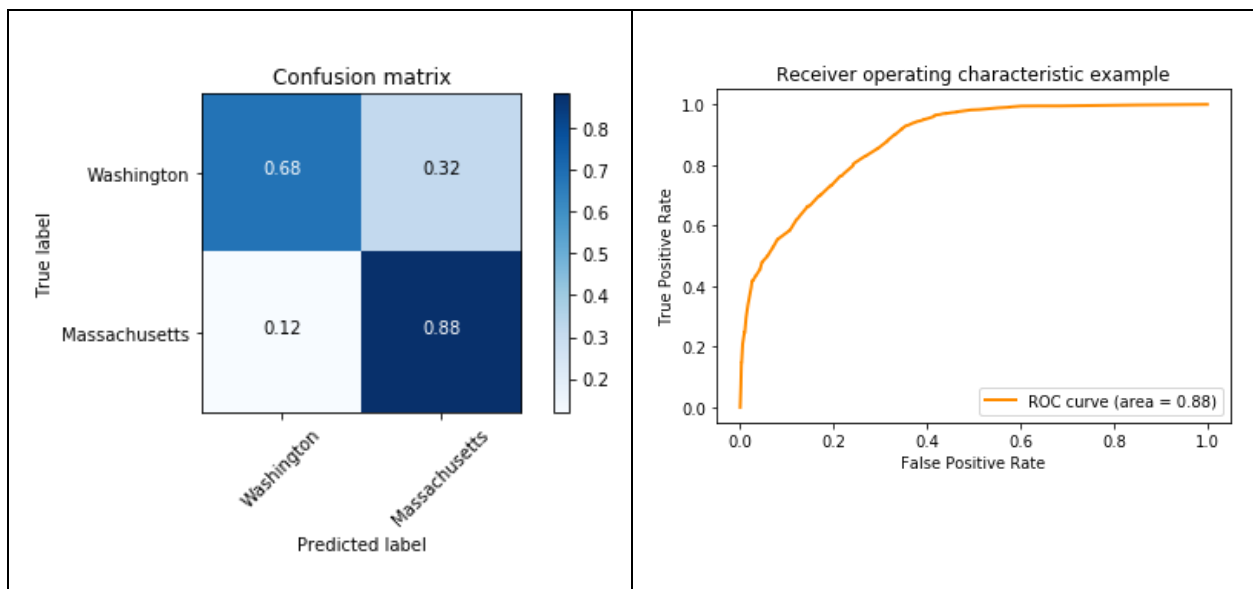 Confusion matrix
True label
Washington
Massachusetts
0.68
0.32
0.12
0.88
0.8
0.7
0.6
0.5
0.4
0.3
0.2
Washington
Massachusetts
Predicted label
Receiver operating characteristic example
True Positive Rate
1.0
0.8
0.6
0.4
0.2
0.0
ROC curve (area = 0.88)
0.0 0.2 0.4 0.6 0.8 1.0
False Positive Rate